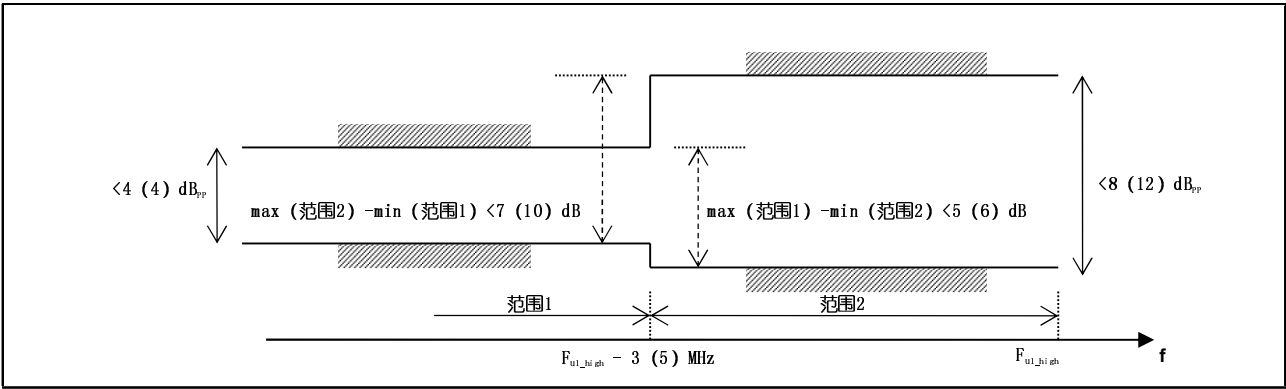 <4 (4) dBPP
max (范围2) -min (范围1) <7 (10) dB
max (范围1) -min (范围2) <5 (6) dB
<8 (12) dBPP
范围1
范围2
Ful_high - 3 (5) MHz
Ful_high
f